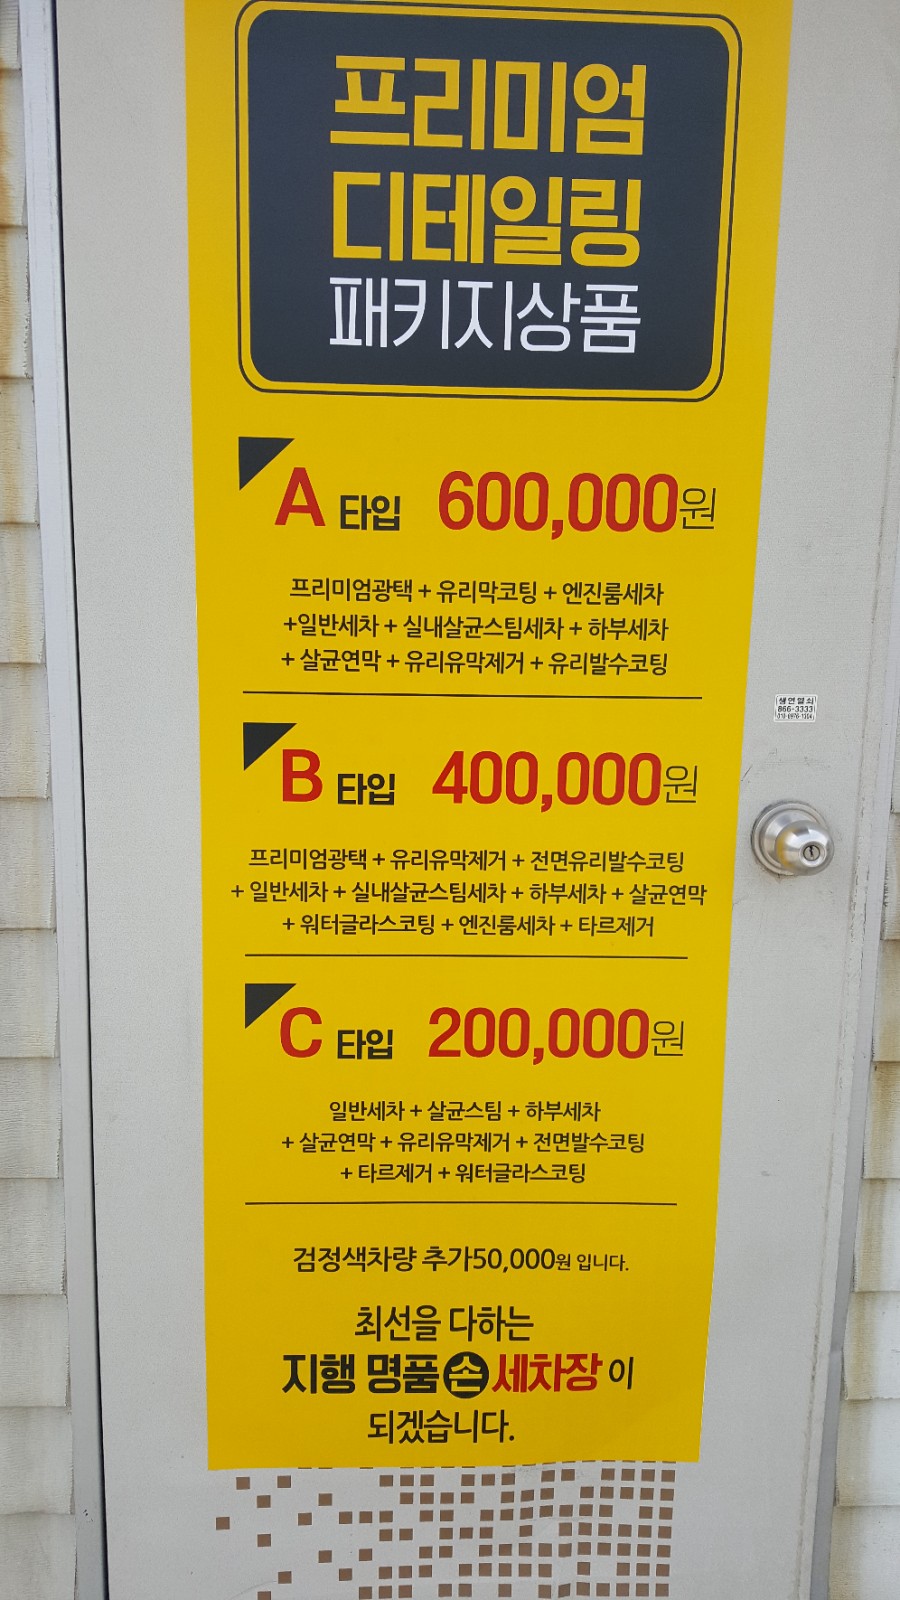 프리미엄
디테일링
패키지상품
A 타입 600,000원
프리미엄광택 + 유리막코팅 + 엔진룸세차
+일반세차 + 실내살균스팀세차 + 하부세차
+ 살균연막 + 유리유막제거 + 유리발수코팅
B 타입 400,000원
프리미엄광택 + 유리유막제거 + 전면유리발수코팅
+ 일반세차 + 실내살균스팀세차 + 하부세차 + 살균연막
+ 워터글라스코팅 + 엔진룸세차 + 타르제거
C 타입 200,000원
일반세차 + 살균스팀 + 하부세차
+ 살균연막 + 유리유막제거 + 전면발수코팅
+ 타르제거 + 워터글라스코팅
검정색차량 추가50,000원 입니다.
최선을 다하는
지행 명품 손 세차장 이
되겠습니다.
생연열쇠
866-3333